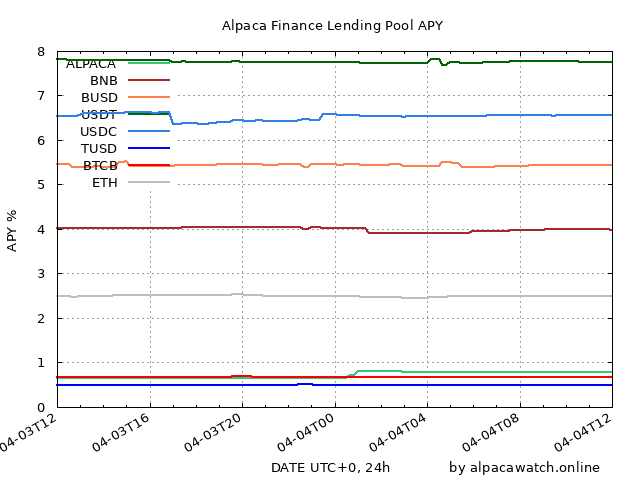 Alpaca Finance Lending Pool APY
8
7
6
5
4
3
2
1
0
APY %
ALPACA
BNB
BUSD
USDT
USDC
TUSD
BTCB
ETH
04-03T12
04-03T16
04-03T20
04-04T00
04-04T04
04-04T08
04-04T12
DATE UTC+0, 24h
by alpacawatch.online